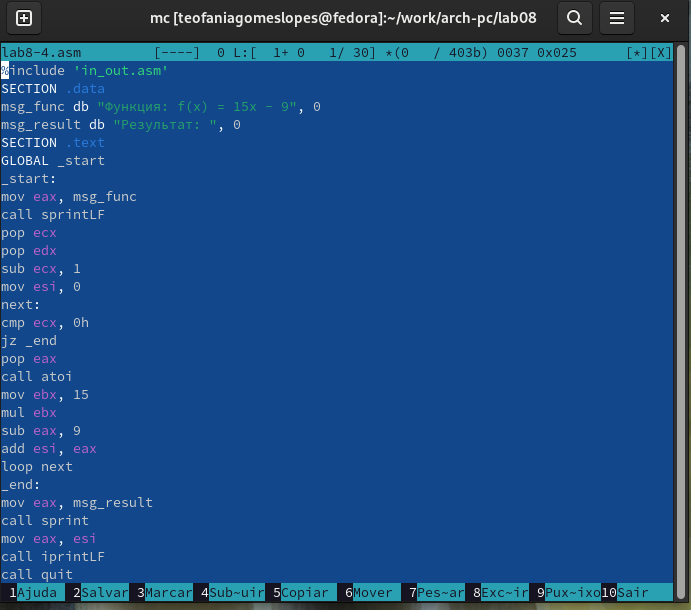 mc [teofaniagomeslopes@fedora]:~/work/arch-pc/lab08
lab8-4.asm [----] 0 L:[ 1+ 0 1/ 30] *(0 / 403b) 0037 0x025 [*][X]
%include 'in_out.asm'
SECTION .data
msg_func db "Функция: f(x) = 15x - 9", 0
msg_result db "Результат: ", 0
SECTION .text
GLOBAL _start
_start:
mov eax, msg_func
call sprintLF
pop ecx
pop edx
sub ecx, 1
mov esi, 0
next:
cmp ecx, 0h
jz _end
pop eax
call atoi
mov ebx, 15
mul ebx
sub eax, 9
add esi, eax
loop next
_end:
mov eax, msg_result
call sprint
mov eax, esi
call iprintLF
call quit
1Ajuda 2Salvar 3Marcar 4Sub~uir 5Copiar 6Mover 7Pes~ar 8Exc~ir 9Pux~ixo 10Sair